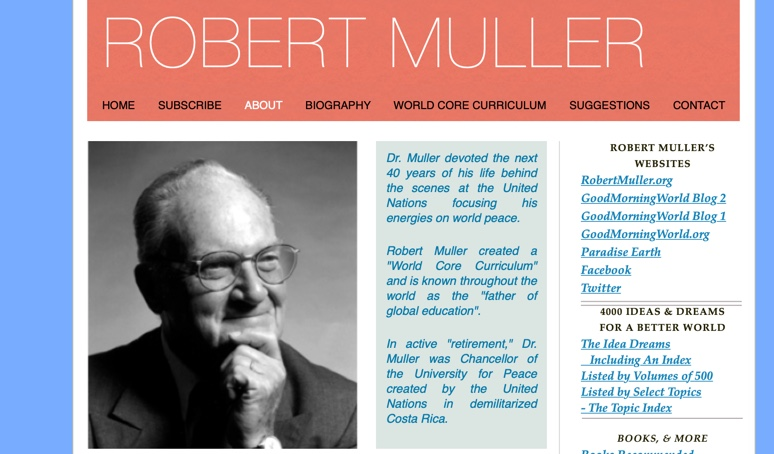 ROBERT MULLER
HOME SUBSCRIBE ABOUT BIOGRAPHY WORLD CORE CURRICULUM SUGGESTIONS CONTACT
Dr. Muller devoted the next
40 years of his life behind
the scenes at the United
Nations focusing his
energies on world peace.
Robert Muller created a
"World Core Curriculum"
and is known throughout the
world as the "father of
global education".
In active "retirement," Dr.
Muller was Chancellor of
the University for Peace
created by the United
Nations in demilitarized
Costa Rica.
ROBERT MULLER'S
WEBSITES
RobertMuller.org
GoodMorningWorld Blog 2
GoodMorningWorld Blog 1
GoodMorningWorld.org
Paradise Earth
Facebook
Twitter
4000 IDEAS & DREAMS
FOR A BETTER WORLD
The Idea Dreams
Including An Index
Listed by Volumes of 500
Listed by Select Topics
- The Topic Index
BOOKS, & MORE
Books Recommended